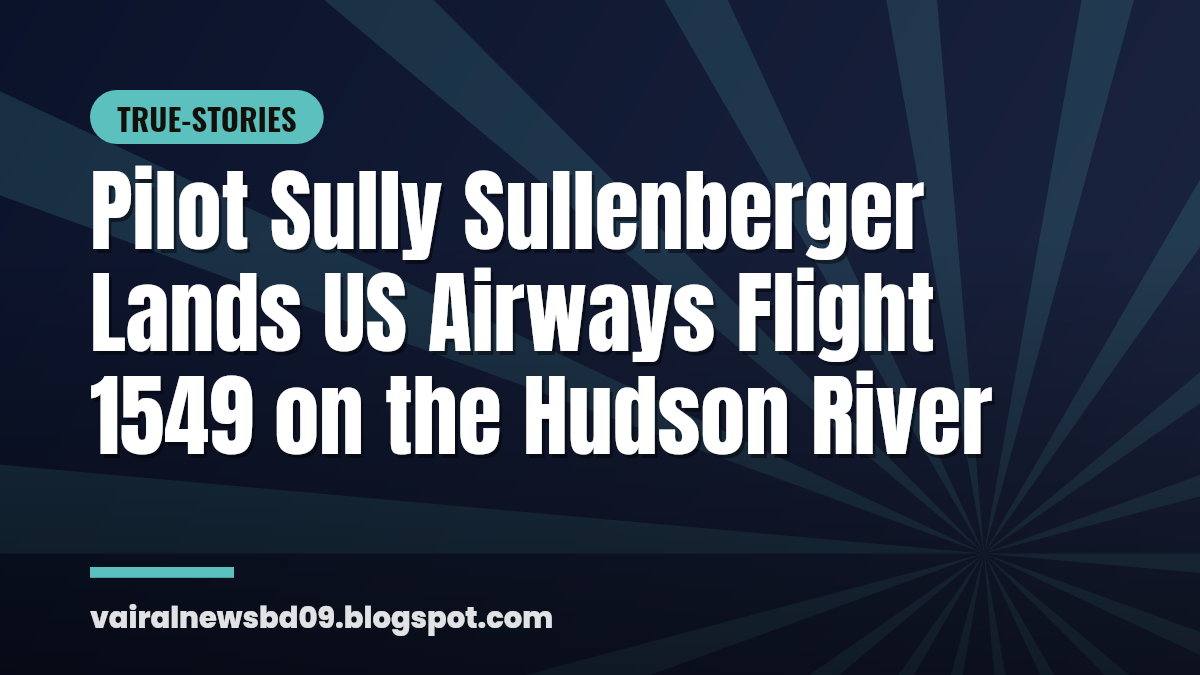 TRUE-STORIES
Pilot Sully Sullenberger
Lands US Airways Flight
1549 on the Hudson River
vairalnewsbd09.blogspot.com